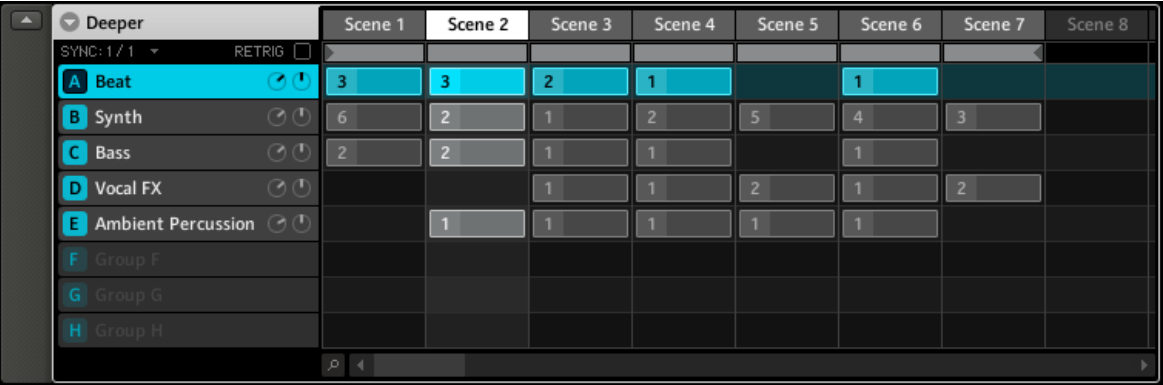 Deeper Scene 1 Scene 2 Scene 3 Scene 4 Scene 5 Scene 6 Scene 7 Scene 8
SYNC: 1 / 1 RETRIG
A Beat 3 3 2 1 1
B Synth 6 2 1 2 5 4 3
C Bass 2 2 1 1 1
D Vocal FX 1 1 2 1 2
E Ambient Percussion 1 1 1 1 1
F Group F
G Group G
H Group H